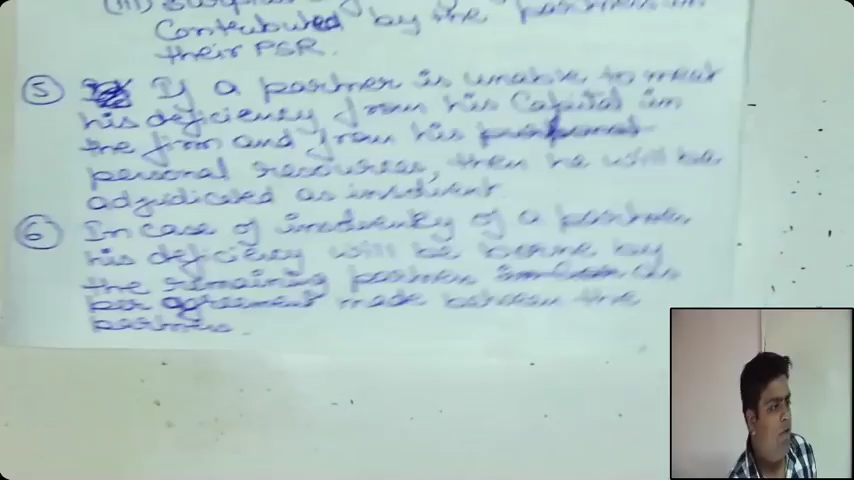 (iii) Surplus
Contributed by the partners in
their PSR.
(5) If a partner is unable to meet
his deficiency from his Capital in
the firm and from his
personal resources, then he will be
adjudicated as insolvent.
(6) In case of insolvency of a partner
his deficiency will be borne by
the remaining partners as
per agreement made between the
partners.